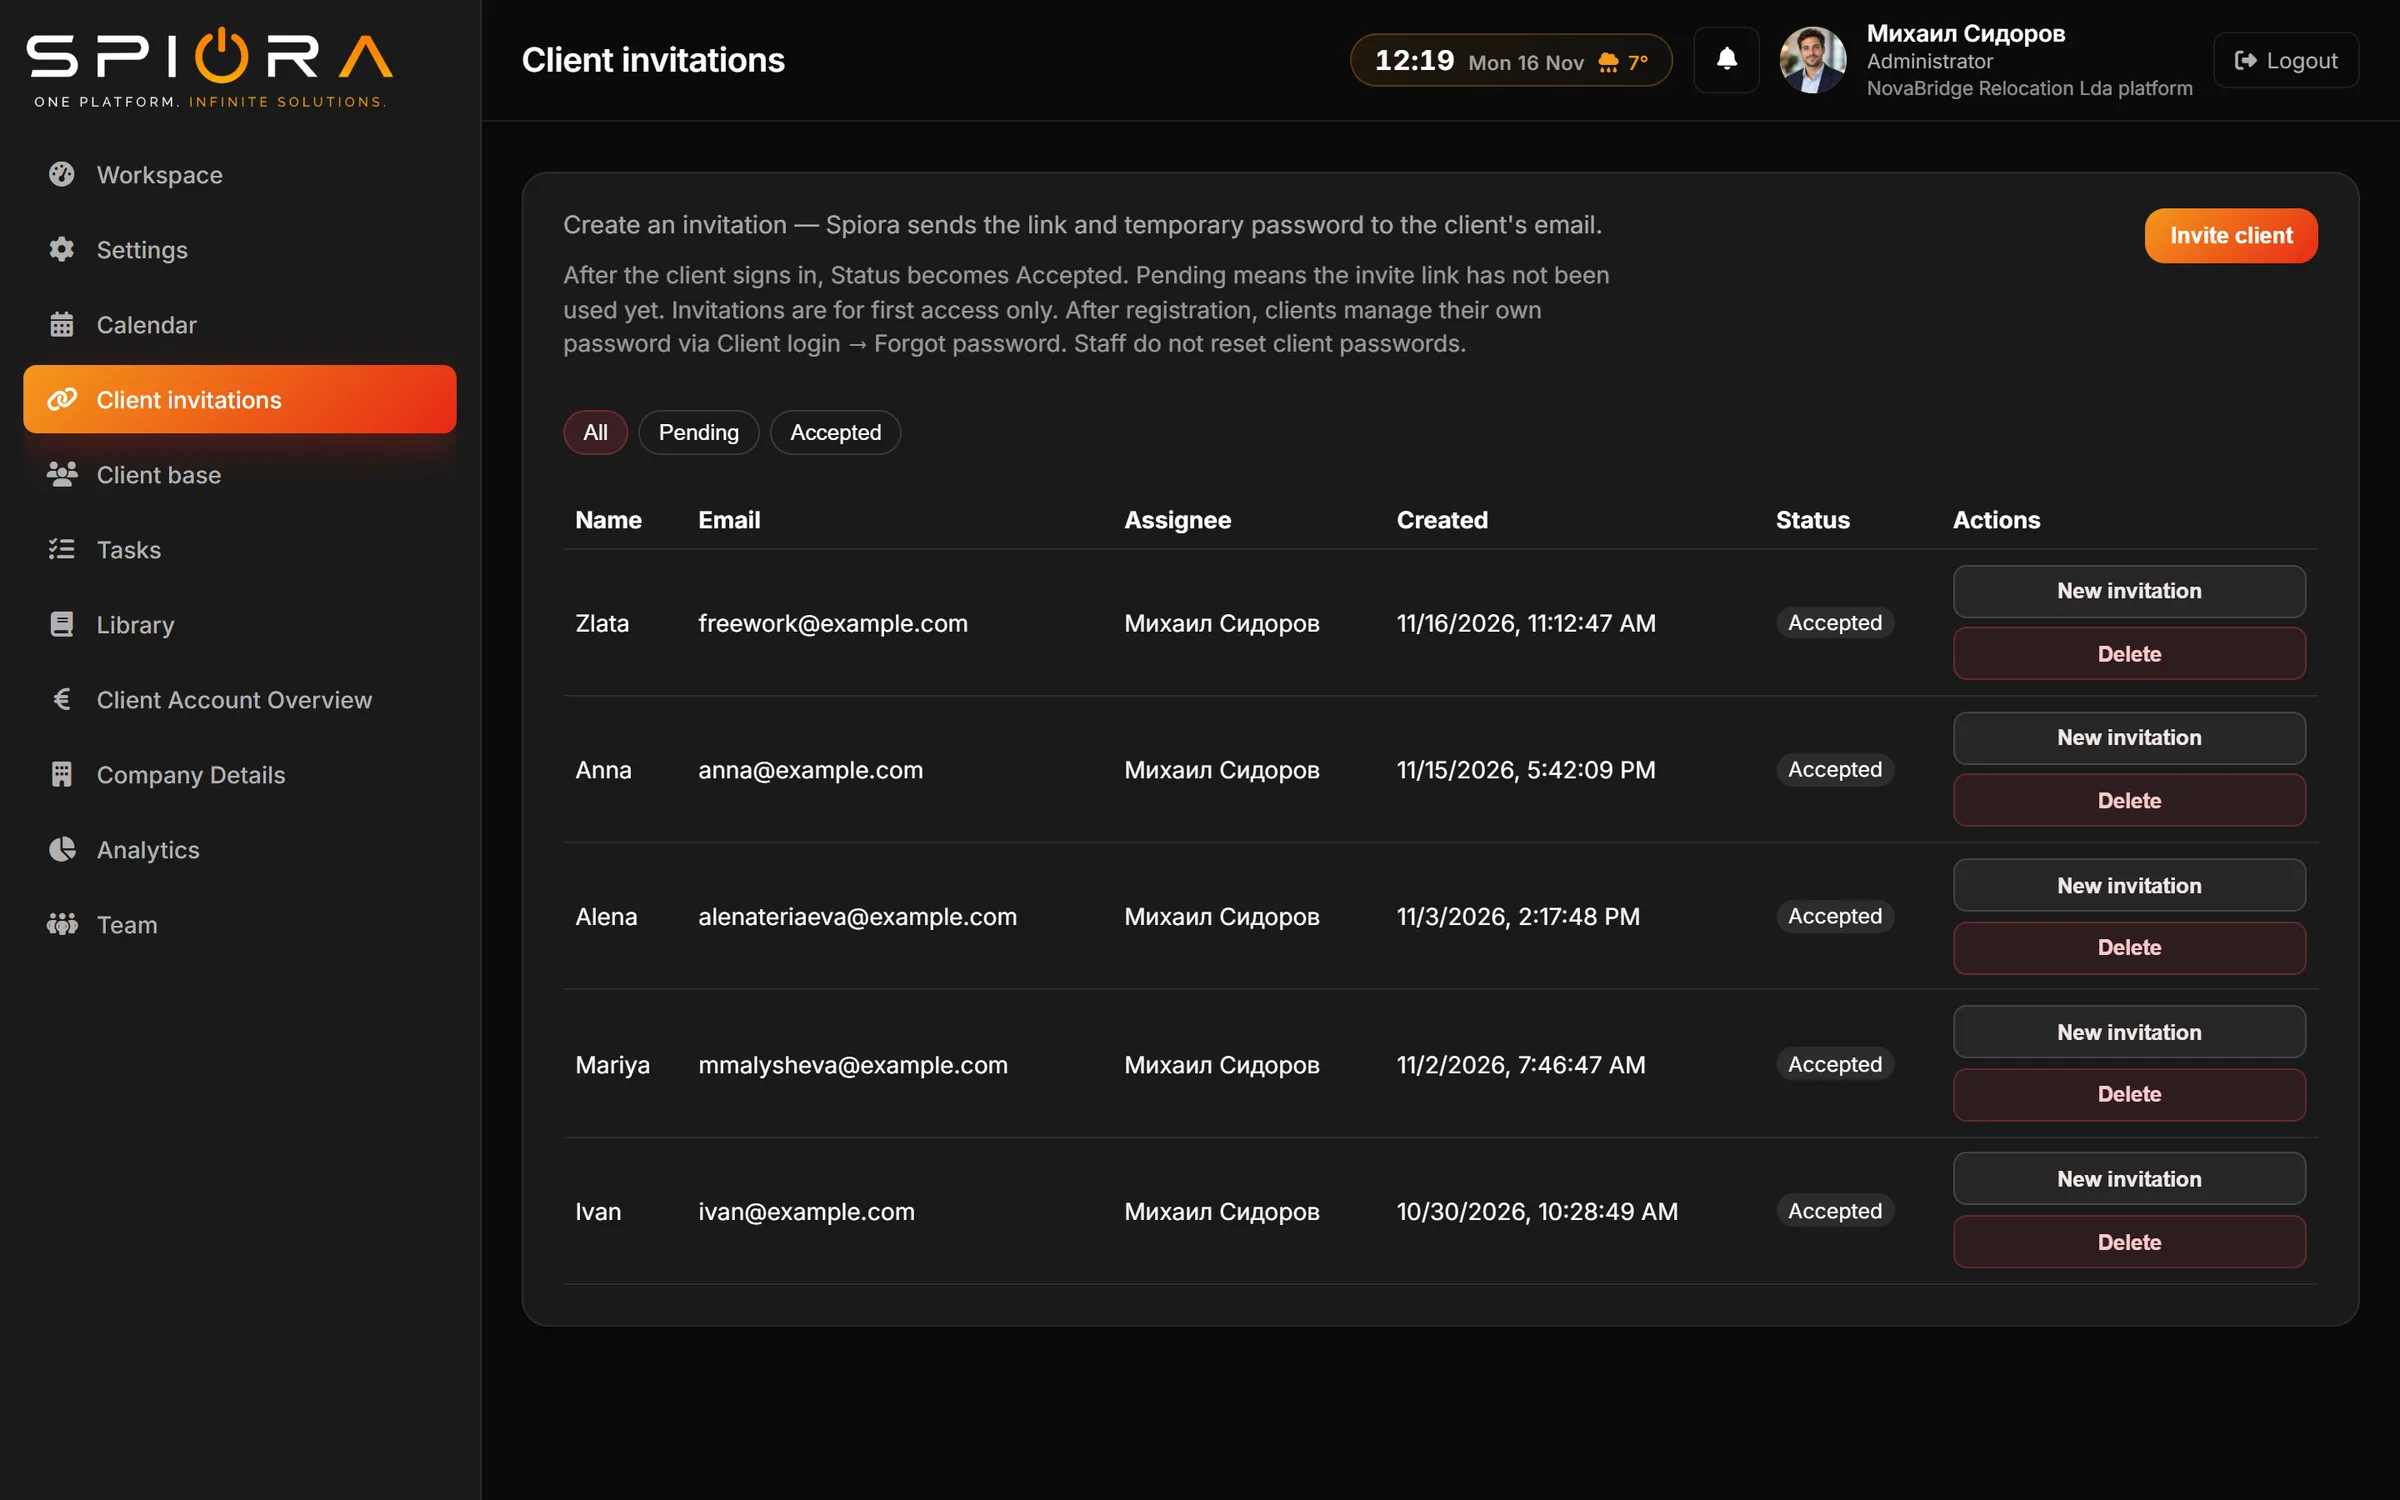 SPIORA
ONE PLATFORM. INFINITE SOLUTIONS.
Workspace
Settings
Calendar
Client invitations
Client base
Tasks
Library
Client Account Overview
Company Details
Analytics
Team
Client invitations
12:19 Mon 16 Nov 7°
Михаил Сидоров
Administrator
NovaBridge Relocation Lda platform
Logout
Create an invitation — Spiora sends the link and temporary password to the client's email.
After the client signs in, Status becomes Accepted. Pending means the invite link has not been
used yet. Invitations are for first access only. After registration, clients manage their own
password via Client login → Forgot password. Staff do not reset client passwords.
Invite client
All Pending Accepted
Name Email Assignee Created Status Actions
Zlata freework@example.com Михаил Сидоров 11/16/2026, 11:12:47 AM Accepted
New invitation
Delete
Anna anna@example.com Михаил Сидоров 11/15/2026, 5:42:09 PM Accepted
New invitation
Delete
Alena alenateriaeva@example.com Михаил Сидоров 11/3/2026, 2:17:48 PM Accepted
New invitation
Delete
Mariya mmalysheva@example.com Михаил Сидоров 11/2/2026, 7:46:47 AM Accepted
New invitation
Delete
Ivan ivan@example.com Михаил Сидоров 10/30/2026, 10:28:49 AM Accepted
New invitation
Delete